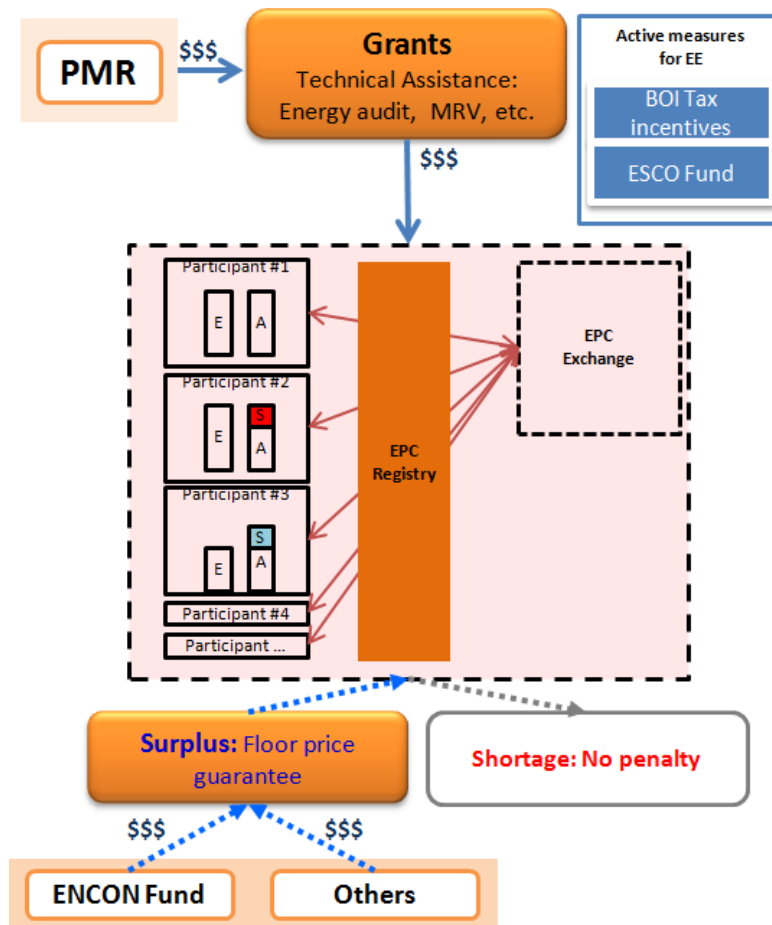 PMR
$$$
Grants
Technical Assistance:
Energy audit, MRV, etc.
Active measures
for EE
BOI Tax
incentives
ESCO Fund
$$$
Participant #1
E A
Participant #2
S
E A
Participant #3
S
E A
Participant #4
Participant ...
EPC
Registry
EPC
Exchange
Surplus: Floor price
guarantee
Shortage: No penalty
$$$ $$$
ENCON Fund
Others